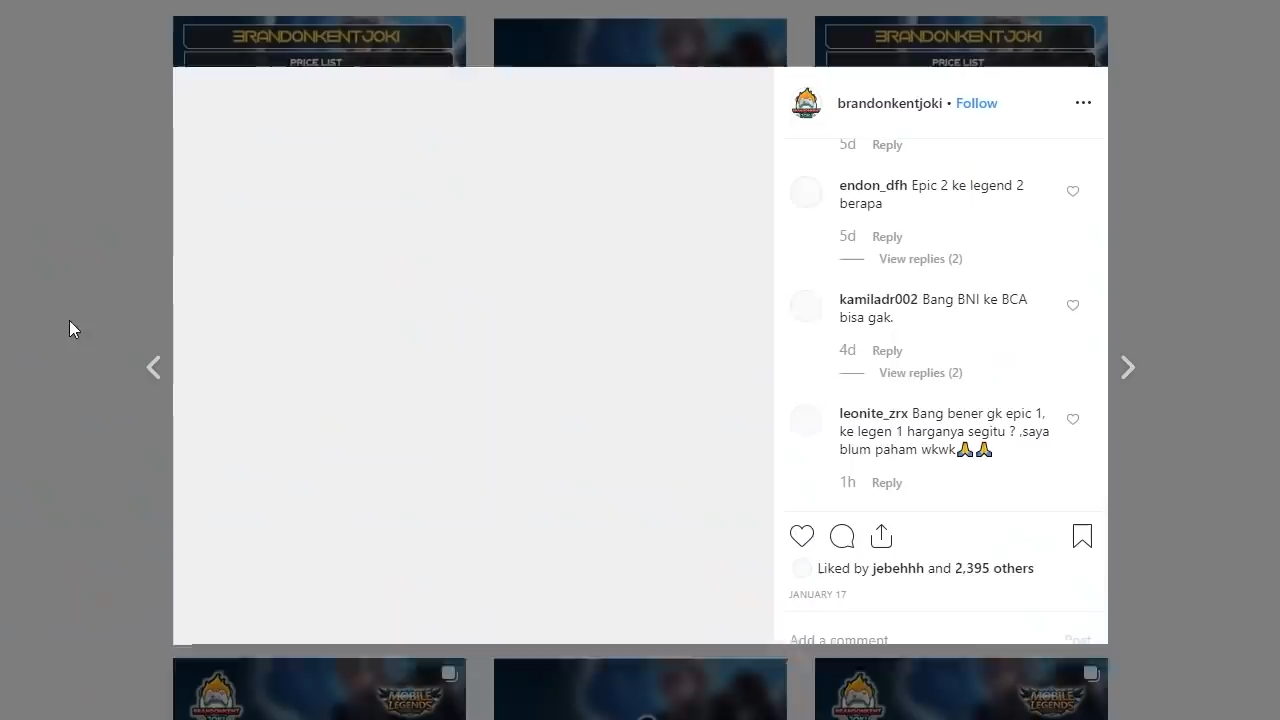 BRANDONKENTJOKI
BRANDONKENTJOKI
PRICE LIST
PRICE LIST
brandonkentjoki • Follow
5d Reply
endon_dfh Epic 2 ke legend 2
berapa
5d Reply
View replies (2)
kamiladr002 Bang BNI ke BCA
bisa gak.
4d Reply
View replies (2)
leonite_zrx Bang bener gk epic 1,
ke legen 1 harganya segitu ? ,saya
blum paham wkwk🙏🙏
1h Reply
Liked by jebehhh and 2,395 others
JANUARY 17
Add a comment
Post
MOBILE
LEGENDS
MOBILE
LEGENDS